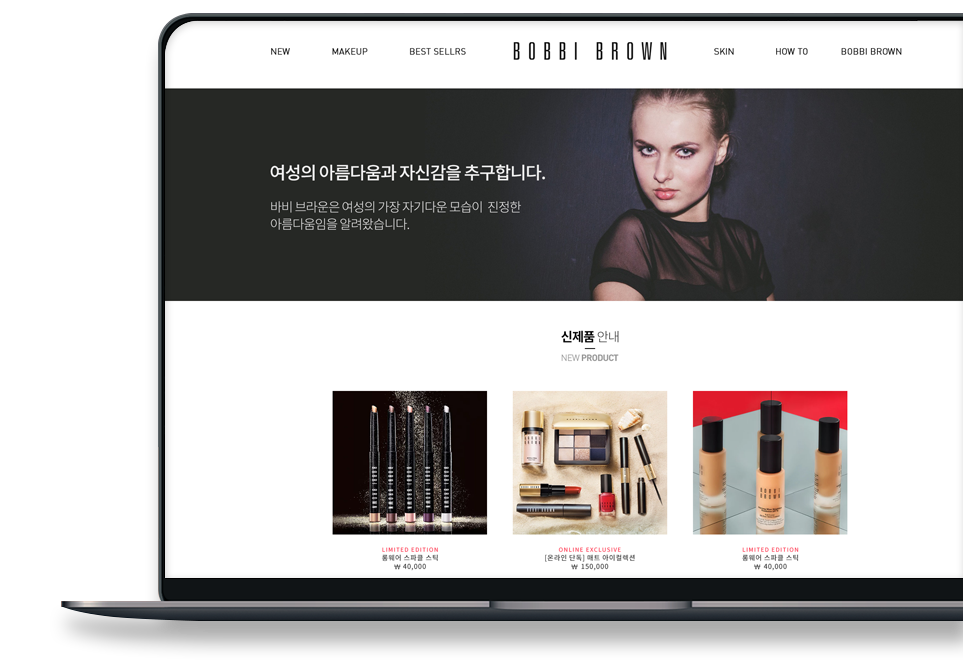 NEW MAKEUP BEST SELLRS BOBBI BROWN SKIN HOW TO BOBBI BROWN
여성의 아름다움과 자신감을 추구합니다.
바비 브라운은 여성의 가장 자기다운 모습이 진정한
아름다움임을 알려왔습니다.
신제품 안내
NEW PRODUCT
BOBBI BROWN
LIMITED EDITION
롱웨어 스파클 스틱
₩ 40,000
ONLINE EXCLUSIVE
[온라인 단독] 매트 아이컬렉션
₩ 150,000
LIMITED EDITION
롱웨어 스파클 스틱
₩ 40,000